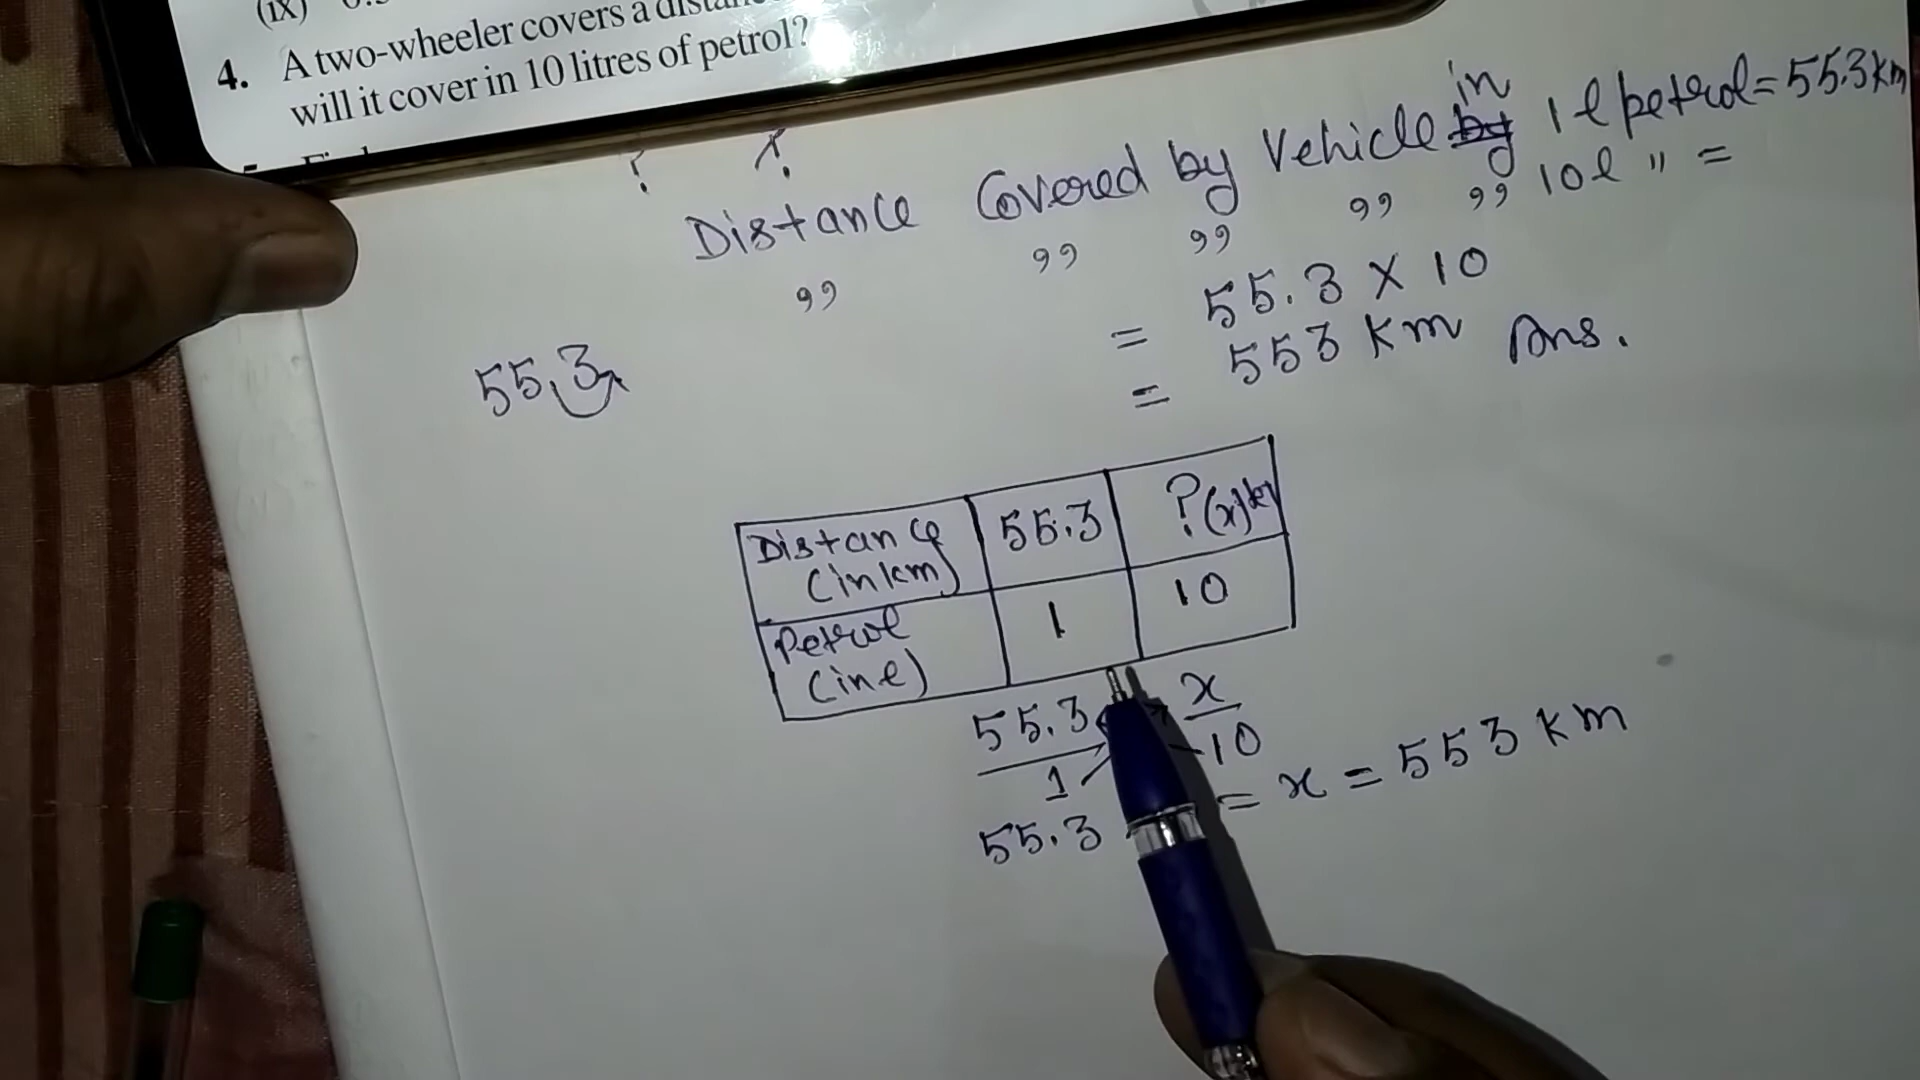 (ix)
4. A two-wheeler covers a
will it cover in 10 litres of petrol?
? ?
Distance Covered by Vehicle in by 1 l petrol = 55.3 km
,, ,, ,, ,, ,, 10 l " =
= 55.3 X 10
= 553 km Ans.
55.3
Distance (in km) 55.3 ? (x) km
Petrol (in l) 1 10
55.3 x
1 10
55.3 = x = 553 km